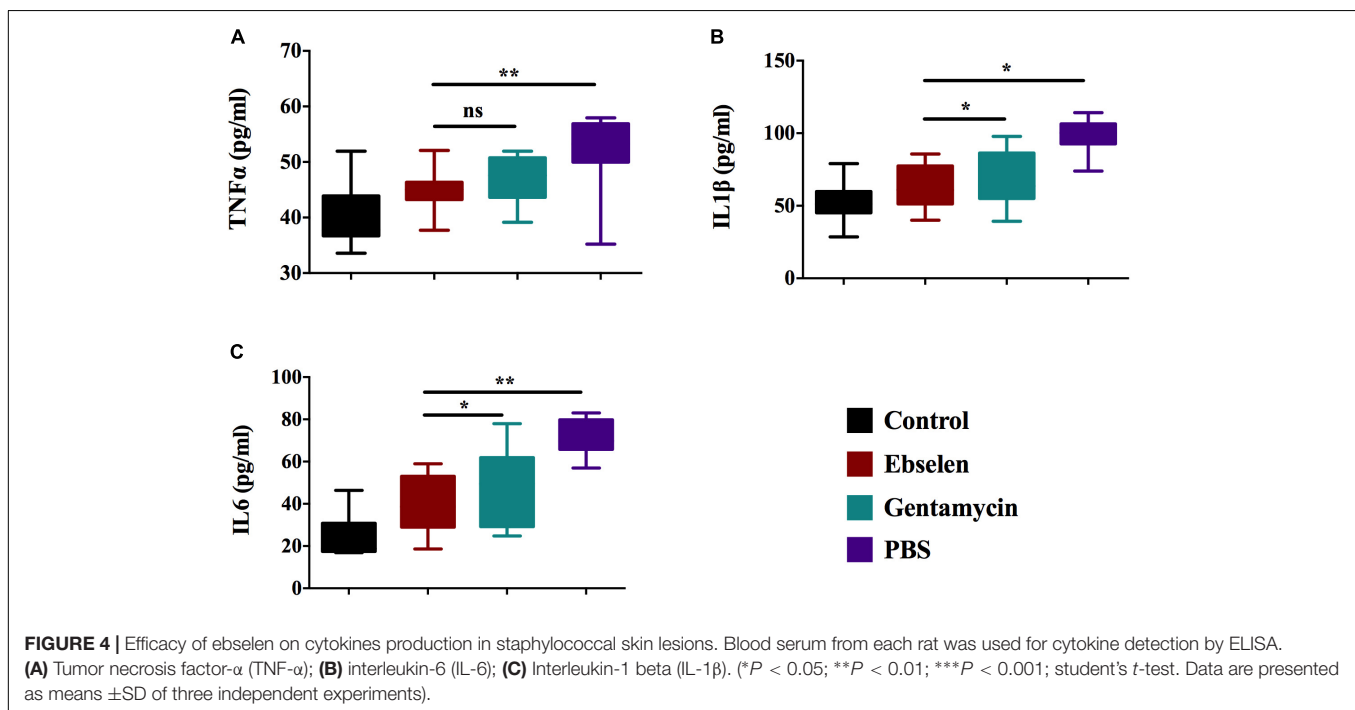 A
70
60
50
40
30
TNFα (pg/ml)
**
ns
B
150
100
50
0
IL1β (pg/ml)
*
*
C
100
80
60
40
20
0
IL6 (pg/ml)
**
*
Control
Ebselen
Gentamycin
PBS
FIGURE 4 | Efficacy of ebselen on cytokines production in staphylococcal skin lesions. Blood serum from each rat was used for cytokine detection by ELISA.
(A) Tumor necrosis factor-α (TNF-α); (B) interleukin-6 (IL-6); (C) Interleukin-1 beta (IL-1β). (*P < 0.05; **P < 0.01; ***P < 0.001; student's t-test. Data are presented
as means ±SD of three independent experiments).